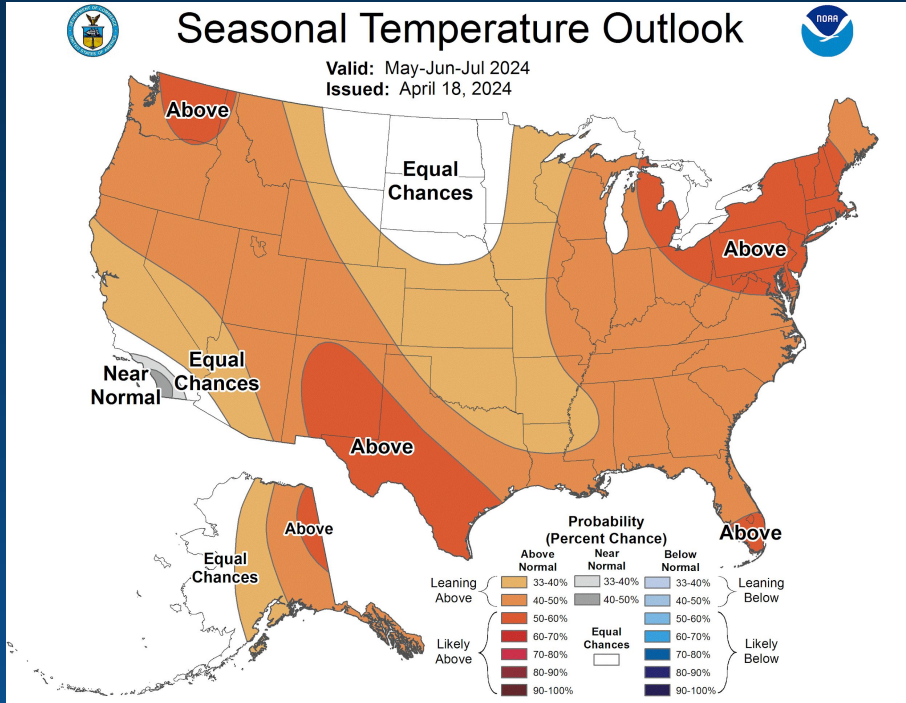 Seasonal Temperature Outlook
NOAA
Valid: May-Jun-Jul 2024
Issued: April 18, 2024
Above
Equal
Chances
Above
Near
Normal
Equal
Chances
Above
Above
Equal
Chances
Above
Probability
(Percent Chance)
Above
Normal
Near
Normal
Below
Normal
Leaning
Above
33-40%
40-50%
Likely
Above
50-60%
60-70%
70-80%
80-90%
90-100%
33-40%
40-50%
Equal
Chances
33-40%
40-50%
Leaning
Below
50-60%
60-70%
70-80%
80-90%
90-100%
Likely
Below